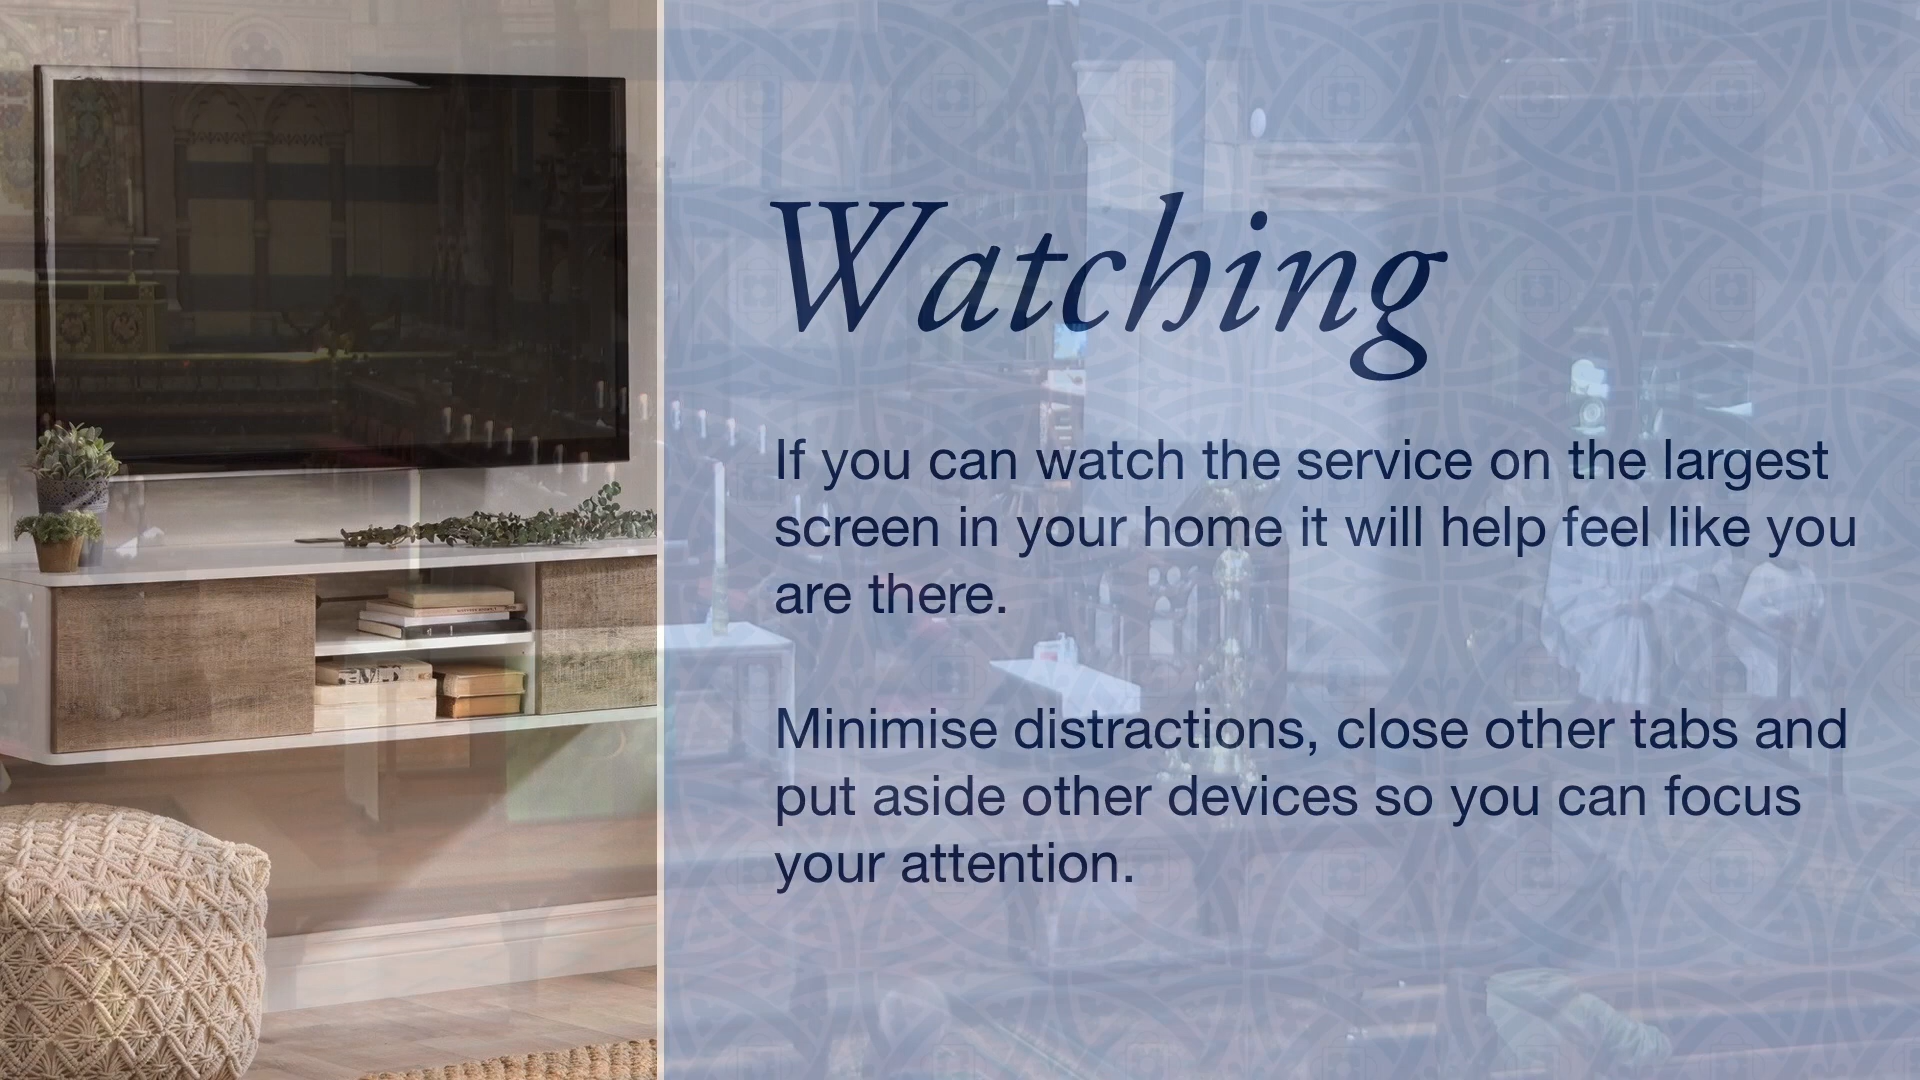 Watching
If you can watch the service on the largest
screen in your home it will help feel like you
are there.
Minimise distractions, close other tabs and
put aside other devices so you can focus
your attention.